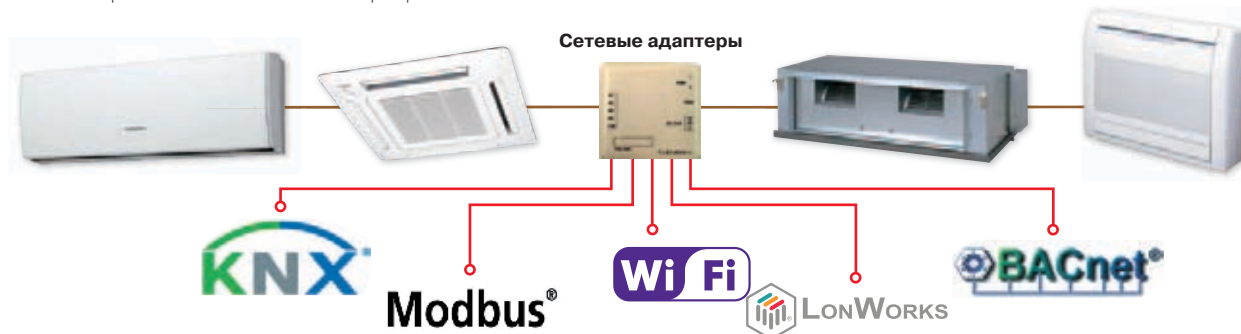 Сетевые адаптеры
KNX®
Modbus®
Wi Fi
LONWORKS
BACnet®